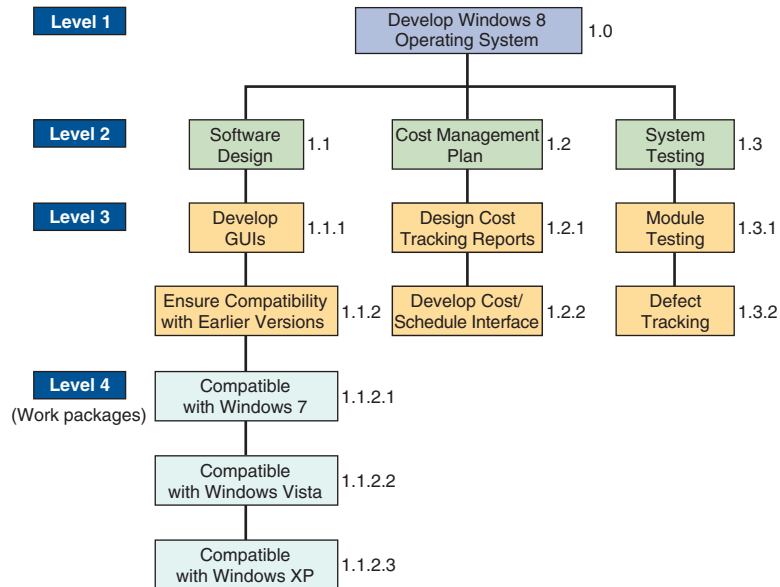 Level 1
Develop Windows 8
Operating System
1.0
Level 2
Software
Design
1.1
Cost Management
Plan
1.2
System
Testing
1.3
Level 3
Develop
GUIs
1.1.1
Design Cost
Tracking Reports
1.2.1
Module
Testing
1.3.1
Ensure Compatibility
with Earlier Versions
1.1.2
Develop Cost/
Schedule Interface
1.2.2
Defect
Tracking
1.3.2
Level 4
(Work packages)
Compatible
with Windows 7
1.1.2.1
Compatible
with Windows Vista
1.1.2.2
Compatible
with Windows XP
1.1.2.3